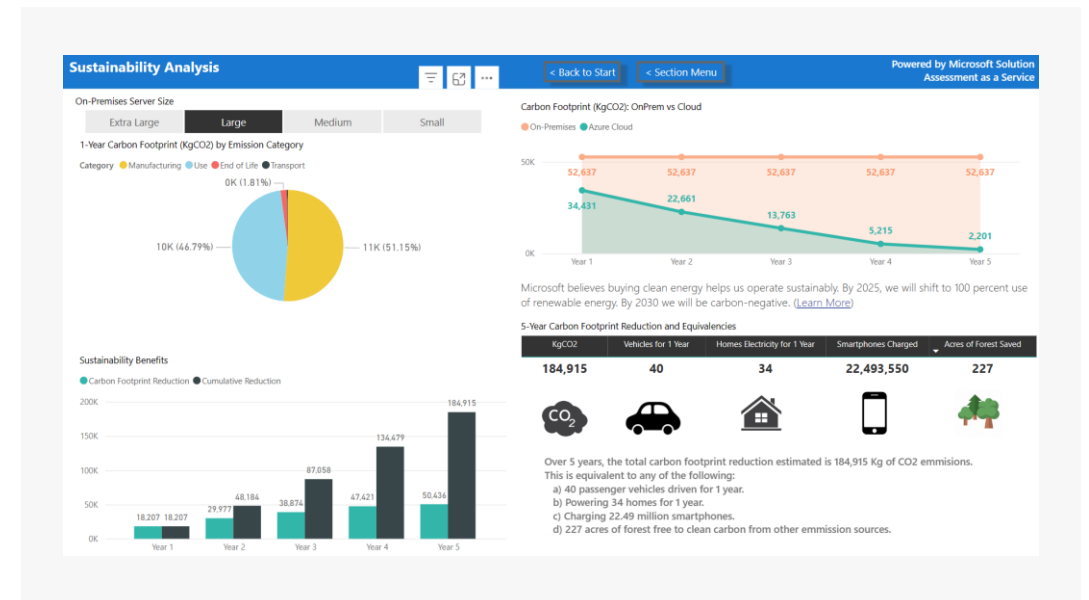 Sustainability Analysis
< Back to Start
< Section Menu
Powered by Microsoft Solution
Assessment as a Service
On-Premises Server Size
Extra Large
Large
Medium
Small
1-Year Carbon Footprint (KgCO2) by Emission Category
Category Manufacturing Use End of Life Transport
0K (1.81%)
10K (46.79%)
11K (51.15%)
Sustainability Benefits
Carbon Footprint Reduction Cumulative Reduction
200K
150K
100K
50K
0K
18,207 18,207
29,977
48,184
38,874
87,058
47,421
134,479
50,436
184,915
Year 1
Year 2
Year 3
Year 4
Year 5
Carbon Footprint (KgCO2): OnPrem vs Cloud
On-Premises Azure Cloud
50K
0K
52,637
52,637
52,637
52,637
52,637
34,431
22,661
13,763
5,215
2,201
Year 1
Year 2
Year 3
Year 4
Year 5
Microsoft believes buying clean energy helps us operate sustainably. By 2025, we will shift to 100 percent use
of renewable energy. By 2030 we will be carbon-negative. (Learn More)
5-Year Carbon Footprint Reduction and Equivalencies
KgCO2
Vehicles for 1 Year
Homes Electricity for 1 Year
Smartphones Charged
Acres of Forest Saved
184,915
40
34
22,493,550
227
CO2
Over 5 years, the total carbon footprint reduction estimated is 184,915 Kg of CO2 emmisions.
This is equivalent to any of the following:
a) 40 passenger vehicles driven for 1 year.
b) Powering 34 homes for 1 year.
c) Charging 22.49 million smartphones.
d) 227 acres of forest free to clean carbon from other emmission sources.